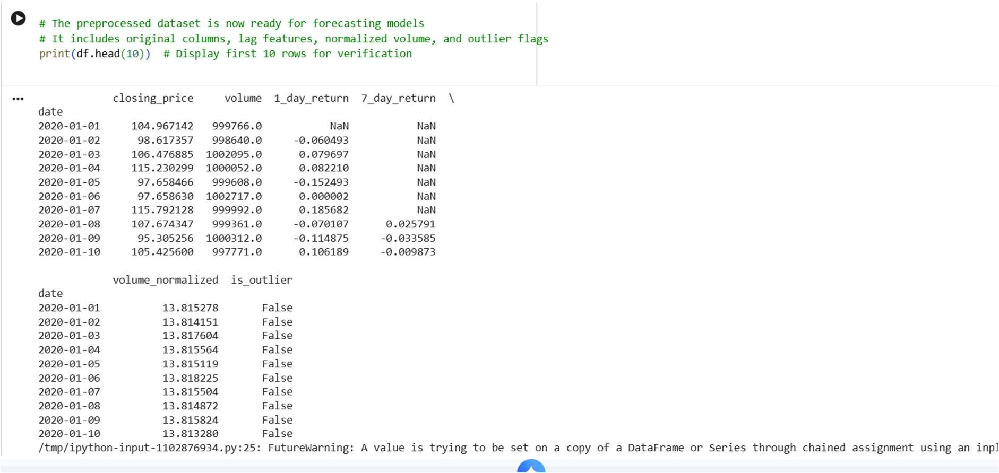 # The preprocessed dataset is now ready for forecasting models
# It includes original columns, lag features, normalized volume, and outlier flags
print(df.head(10))  # Display first 10 rows for verification
            closing_price     volume  1_day_return  7_day_return  \
date
2020-01-01     104.967142   999766.0           NaN           NaN
2020-01-02      98.617357   998640.0     -0.060493           NaN
2020-01-03     106.476885  1002095.0      0.079697           NaN
2020-01-04     115.230299  1000052.0      0.082210           NaN
2020-01-05      97.658466   999608.0     -0.152493           NaN
2020-01-06      97.658630  1002717.0      0.000002           NaN
2020-01-07     115.792128   999992.0      0.185682           NaN
2020-01-08     107.674347   999361.0     -0.070107      0.025791
2020-01-09      95.305256  1000312.0     -0.114875     -0.033585
2020-01-10     105.425600   997771.0      0.106189     -0.009873
            volume_normalized  is_outlier
date
2020-01-01          13.815278       False
2020-01-02          13.814151       False
2020-01-03          13.817604       False
2020-01-04          13.815564       False
2020-01-05          13.815119       False
2020-01-06          13.818225       False
2020-01-07          13.815504       False
2020-01-08          13.814872       False
2020-01-09          13.815824       False
2020-01-10          13.813280       False
/tmp/ipython-input-1102876934.py:25: FutureWarning: A value is trying to be set on a copy of a DataFrame or Series through chained assignment using an